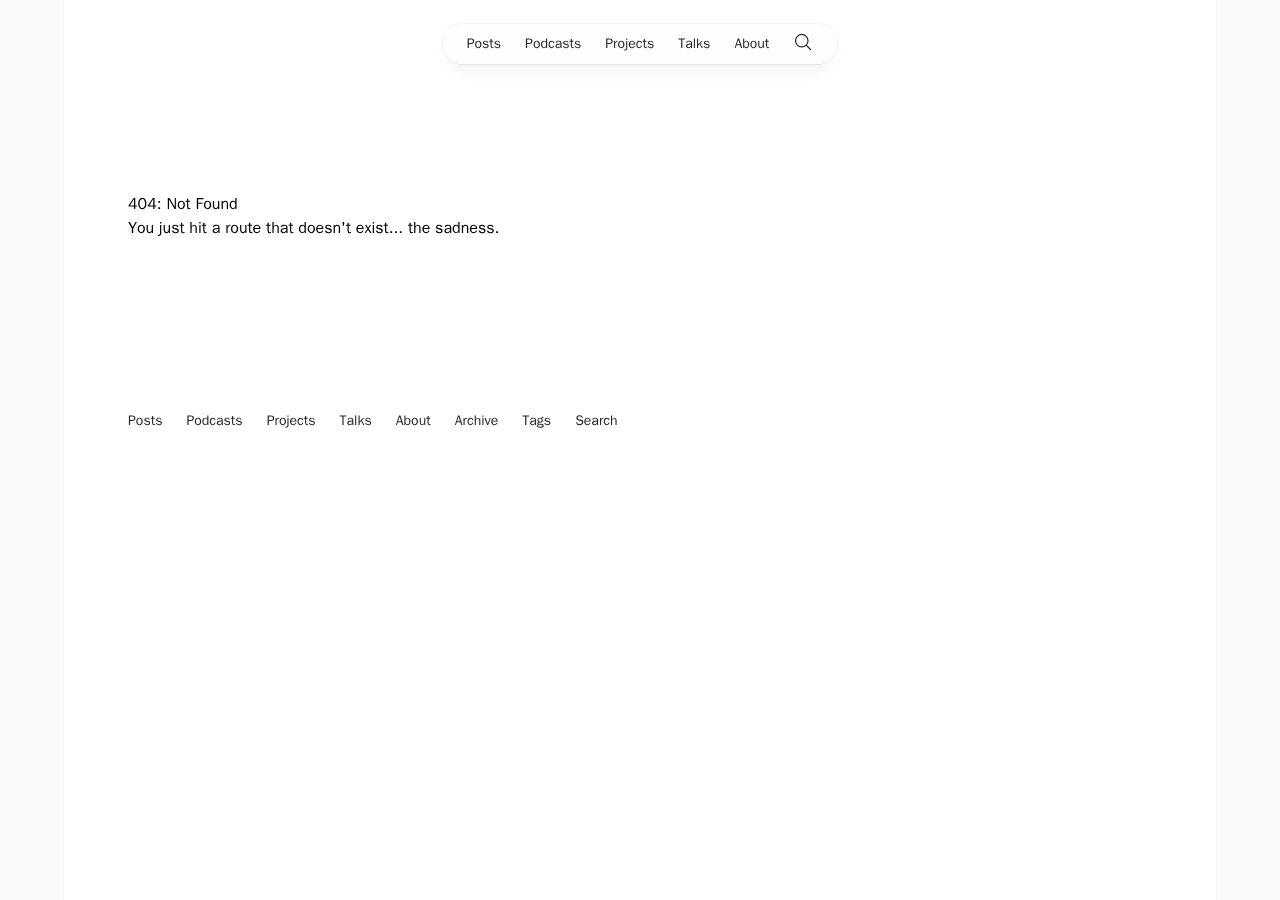 Posts Podcasts Projects Talks About
404: Not Found
You just hit a route that doesn't exist... the sadness.
Posts Podcasts Projects Talks About Archive Tags Search